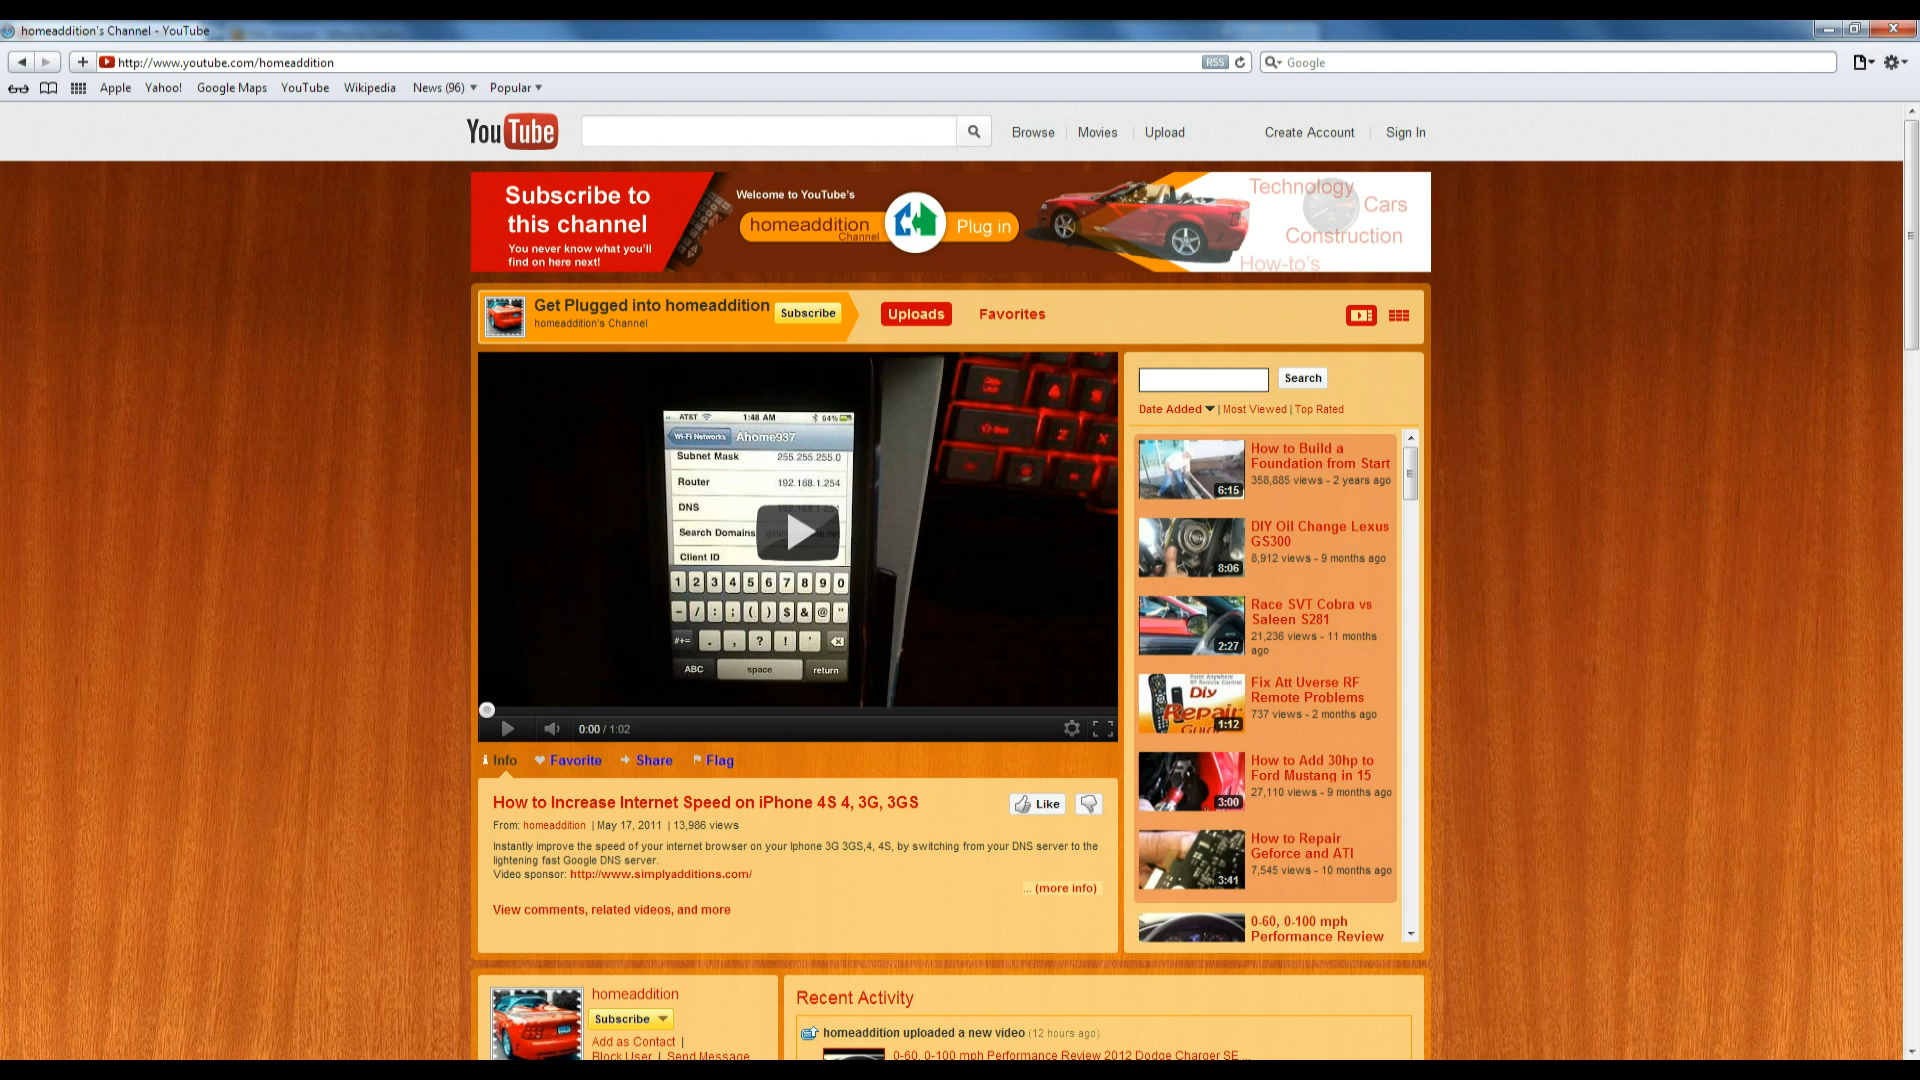 homeaddition's Channel - YouTube
http://www.youtube.com/homeaddition
RSS
Google
Apple Yahoo! Google Maps YouTube Wikipedia News (96) Popular
YouTube
Browse Movies Upload Create Account Sign In
Subscribe to
this channel
You never know what you'll
find on here next!
Welcome to YouTube's
homeaddition
Channel
Plug in
Technology
Cars
Construction
How-to's
Get Plugged into homeaddition
homeaddition's Channel
Subscribe
Uploads
Favorites
AT&T 1:48 AM 64%
Wi-Fi Networks Ahome937
Subnet Mask 255.255.255.0
Router 192.168.1.254
DNS
Search Domains
Client ID
1 2 3 4 5 6 7 8 9 0
- / : ; ( ) $ & @ "
#+= . , ? ! '
ABC space return
Z X
0:00 / 1:02
Info Favorite Share Flag
How to Increase Internet Speed on iPhone 4S 4, 3G, 3GS
Like
From: homeaddition | May 17, 2011 | 13,986 views
Instantly improve the speed of your internet browser on your Iphone 3G 3GS,4, 4S, by switching from your DNS server to the
lightening fast Google DNS server.
Video sponsor: http://www.simplyadditions.com/
... (more info)
View comments, related videos, and more
Search
Date Added | Most Viewed | Top Rated
6:15
How to Build a
Foundation from Start
358,885 views - 2 years ago
8:06
DIY Oil Change Lexus
GS300
8,912 views - 9 months ago
2:27
Race SVT Cobra vs
Saleen S281
21,236 views - 11 months
ago
Diy
Repair
1:12
Fix Att Uverse RF
Remote Problems
737 views - 2 months ago
3:00
How to Add 30hp to
Ford Mustang in 15
27,110 views - 9 months ago
3:41
How to Repair
Geforce and ATI
7,545 views - 10 months ago
0-60, 0-100 mph
Performance Review
homeaddition
Subscribe
Add as Contact |
Block User | Send Message
Recent Activity
homeaddition uploaded a new video (12 hours ago)
0-60, 0-100 mph Performance Review 2012 Dodge Charger SE ...